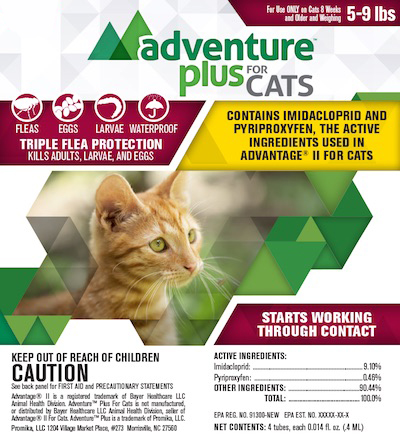 For Use ONLY on Cats 8 Weeks
and Older and Weighing
5-9 lbs
adventure™
plus FOR
CATS
FLEAS EGGS LARVAE WATERPROOF
TRIPLE FLEA PROTECTION
KILLS ADULTS, LARVAE, AND EGGS
CONTAINS IMIDACLOPRID AND
PYRIPROXYFEN, THE ACTIVE
INGREDIENTS USED IN
ADVANTAGE® II FOR CATS
STARTS WORKING
THROUGH CONTACT
KEEP OUT OF REACH OF CHILDREN
CAUTION
See back panel for FIRST AID and PRECAUTIONARY STATEMENTS
Advantage® II is a registered trademark of Bayer Healthcare LLC
Animal Health Division. Adventure™ Plus For Cats is not manufactured,
or distributed by Bayer Healthcare LLC Animal Health Division, seller of
Advantage® II For Cats. Adventure™ Plus is a trademark of Promika, LLC.
Promika, LLC 1204 Village Market Place, #273 Morrisville, NC 27560
ACTIVE INGREDIENTS:
Imidacloprid: 9.10%
Pyriproxyfen: 0.46%
OTHER INGREDIENTS: 90.44%
TOTAL: 100.0%
EPA REG. NO. 91300-NEW EPA EST. NO. XXXXX-XX-X
NET CONTENTS: 4 tubes, each 0.014 fl. oz. (.4 ML)